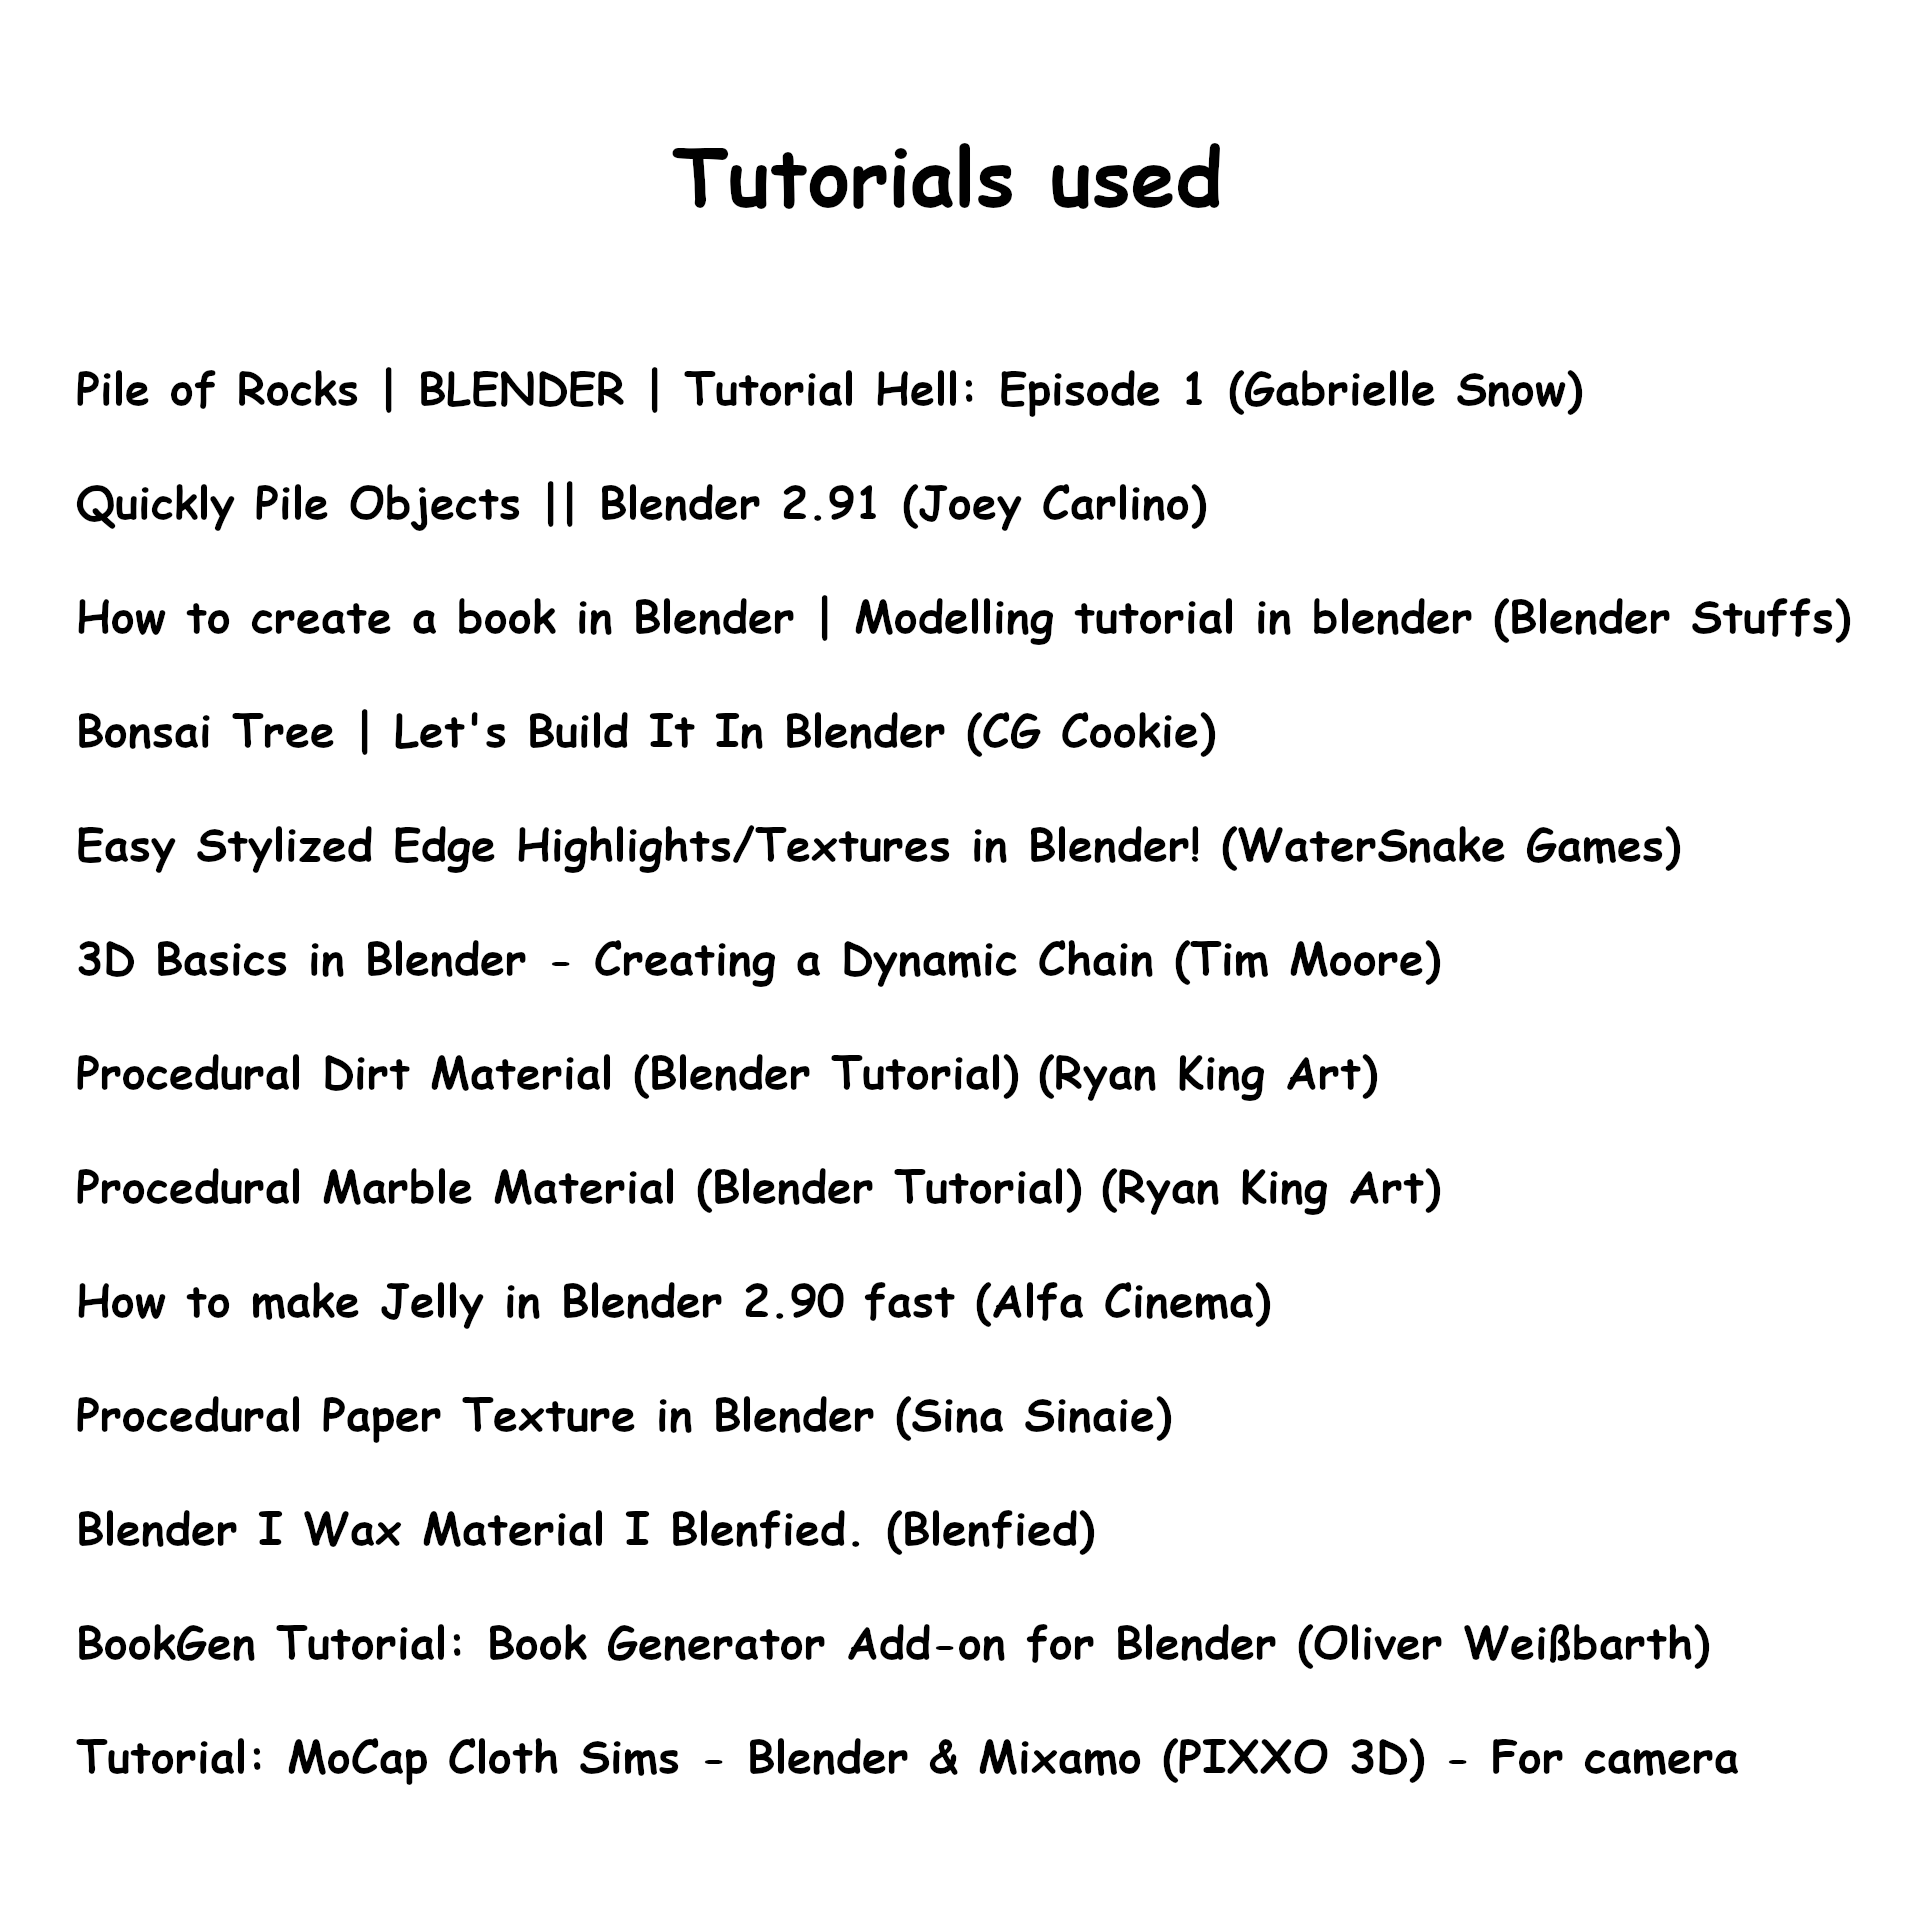 Tutorials used
Pile of Rocks | BLENDER | Tutorial Hell: Episode 1 (Gabrielle Snow)
Quickly Pile Objects || Blender 2.91 (Joey Carlino)
How to create a book in Blender | Modelling tutorial in blender (Blender Stuffs)
Bonsai Tree | Let's Build It In Blender (CG Cookie)
Easy Stylized Edge Highlights/Textures in Blender! (WaterSnake Games)
3D Basics in Blender - Creating a Dynamic Chain (Tim Moore)
Procedural Dirt Material (Blender Tutorial) (Ryan King Art)
Procedural Marble Material (Blender Tutorial) (Ryan King Art)
How to make Jelly in Blender 2.90 fast (Alfa Cinema)
Procedural Paper Texture in Blender (Sina Sinaie)
Blender I Wax Material I Blenfied. (Blenfied)
BookGen Tutorial: Book Generator Add-on for Blender (Oliver Weißbarth)
Tutorial: MoCap Cloth Sims - Blender & Mixamo (PIXXO 3D) - For camera